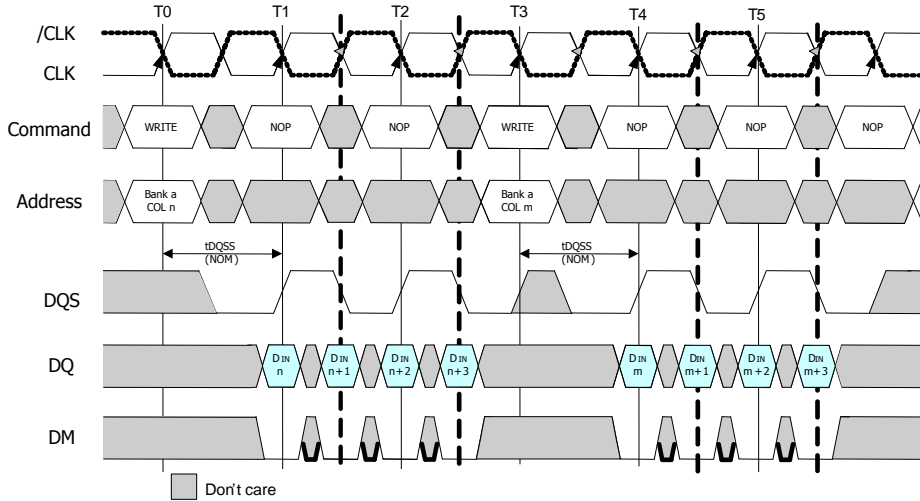 T0 T1 T2 T3 T4 T5
/CLK
CLK
Command WRITE NOP NOP WRITE NOP NOP NOP
Address Bank a Bank a
COL n COL m
tDQSS tDQSS
(NOM) (NOM)
DQS
DQ DIN DIN DIN DIN DIN DIN DIN DIN
n n+1 n+2 n+3 m m+1 m+2 m+3
DM
Don't care